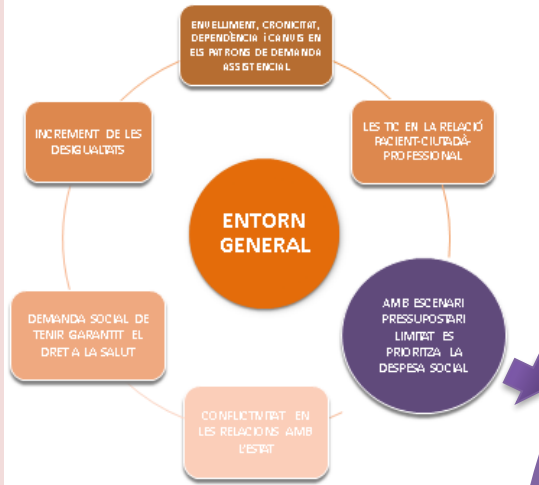 ENVELLIMENT, CRONICITAT,
DEPENDÈNCIA i CANVIS EN
ELS PATRONS DE DEMANDA
ASSISTENCIAL
INCREMENT DE LES
DESIGUALTATS
LES TIC EN LA RELACIÓ
PACIENT-CIUTADÀ-
PROFESSIONAL
ENTORN
GENERAL
DEMANDA SOCIAL DE
TENIR GARANTIT EL
DRET A LA SALUT
AMB ESCENARI
PRESSUPOSTARI
LIMITAT ES
PRIORITZA LA
DESPESA SOCIAL
CONFLICTIVITAT EN
LES RELACIONS AMB
L'ESTAT